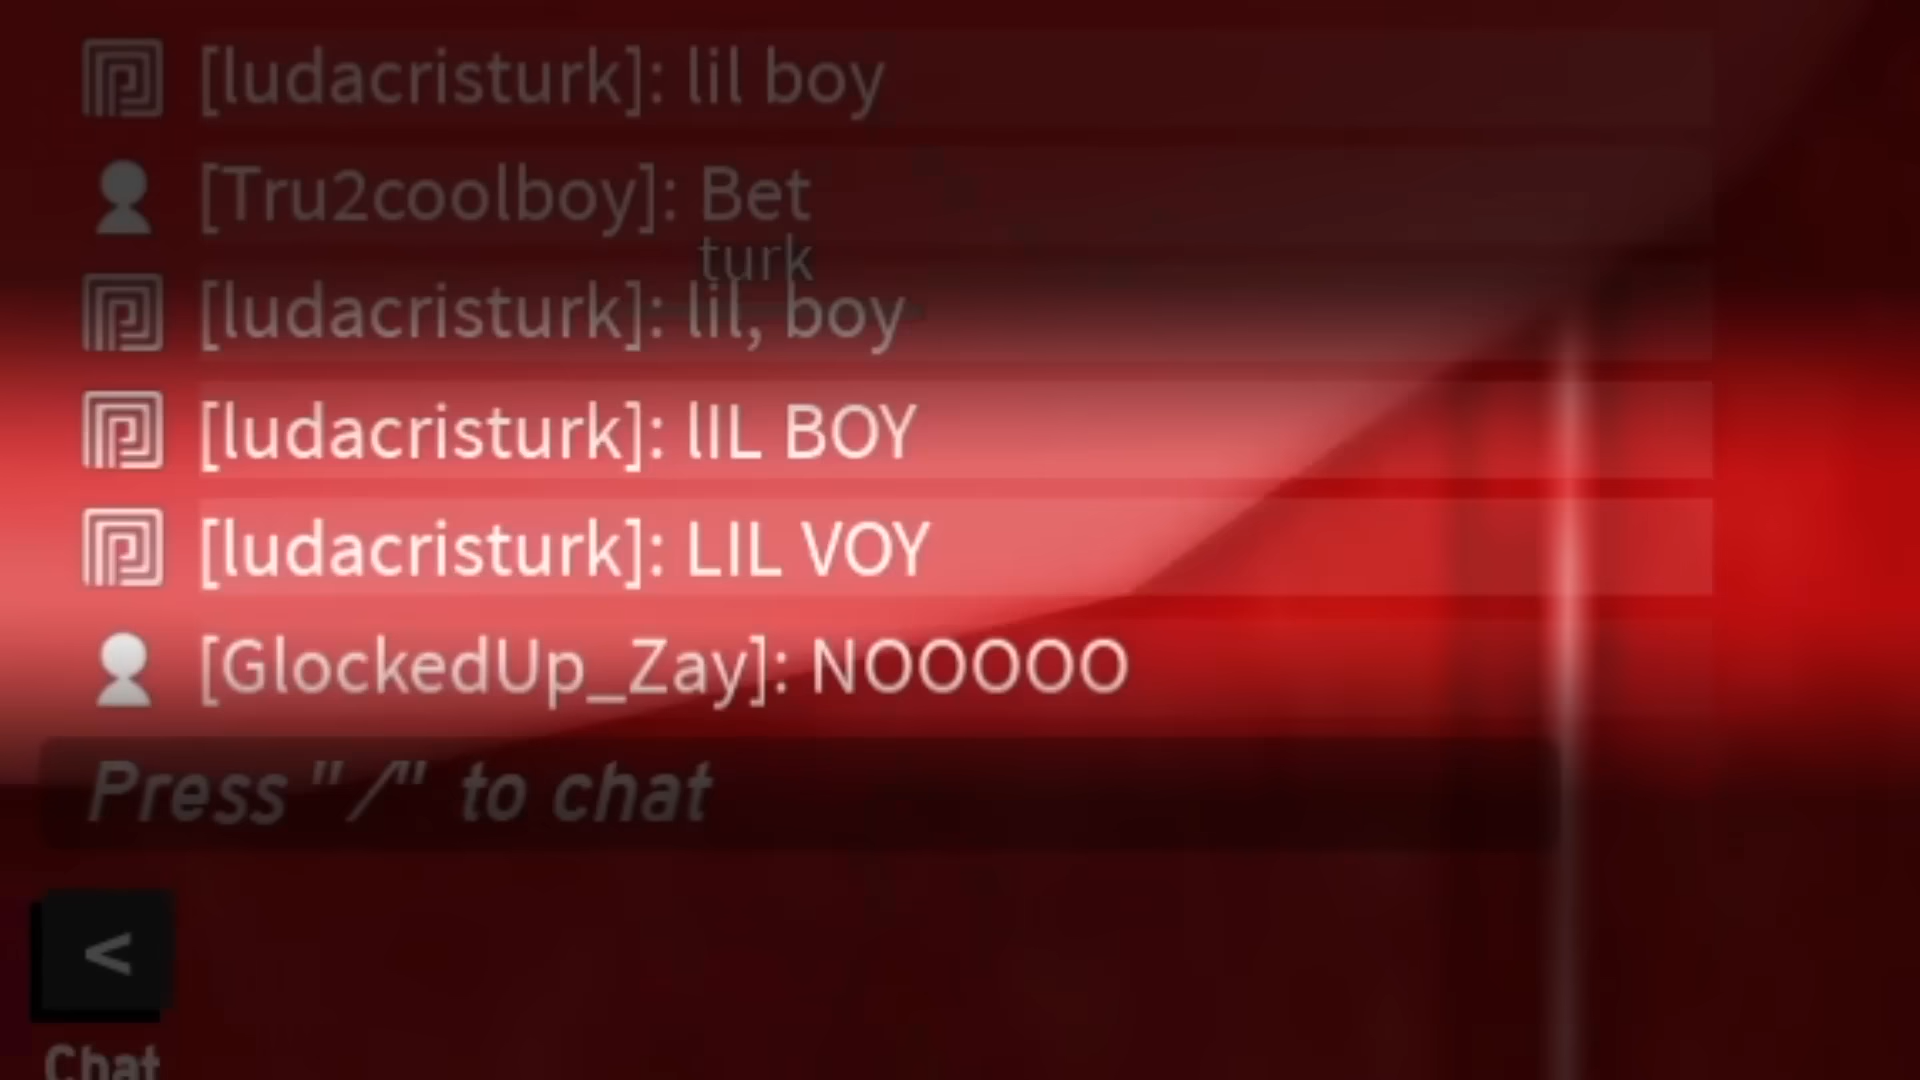 [ludacristurk]: lil boy
[Tru2coolboy]: Bet
turk
[ludacristurk]: lil, boy
[ludacristurk]: lIL BOY
[ludacristurk]: LIL VOY
[GlockedUp_Zay]: NOOOOO
Press "/" to chat
<
Chat